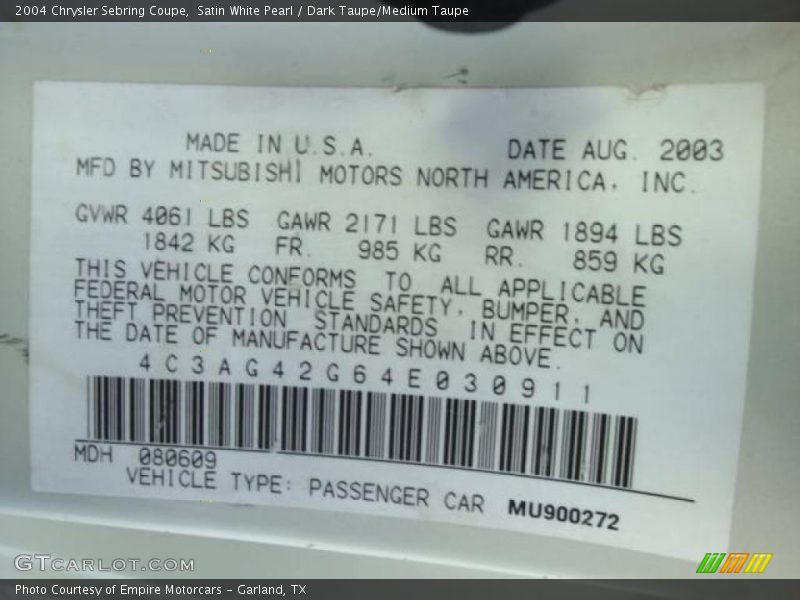 2004 Chrysler Sebring Coupe,  Satin White Pearl / Dark Taupe/Medium Taupe
MADE IN U.S.A. DATE AUG. 2003
MFD BY MITSUBISHI MOTORS NORTH AMERICA, INC.
GVWR 4061 LBS GAWR 2171 LBS GAWR 1894 LBS
1842 KG FR. 985 KG RR. 859 KG
THIS VEHICLE CONFORMS TO ALL APPLICABLE
FEDERAL MOTOR VEHICLE SAFETY, BUMPER, AND
THEFT PREVENTION STANDARDS IN EFFECT ON
THE DATE OF MANUFACTURE SHOWN ABOVE.
4C3AG42G64E030911
MDH 080609
VEHICLE TYPE: PASSENGER CAR MU900272
GTCARLOT.COM
Photo Courtesy of Empire Motorcars - Garland, TX